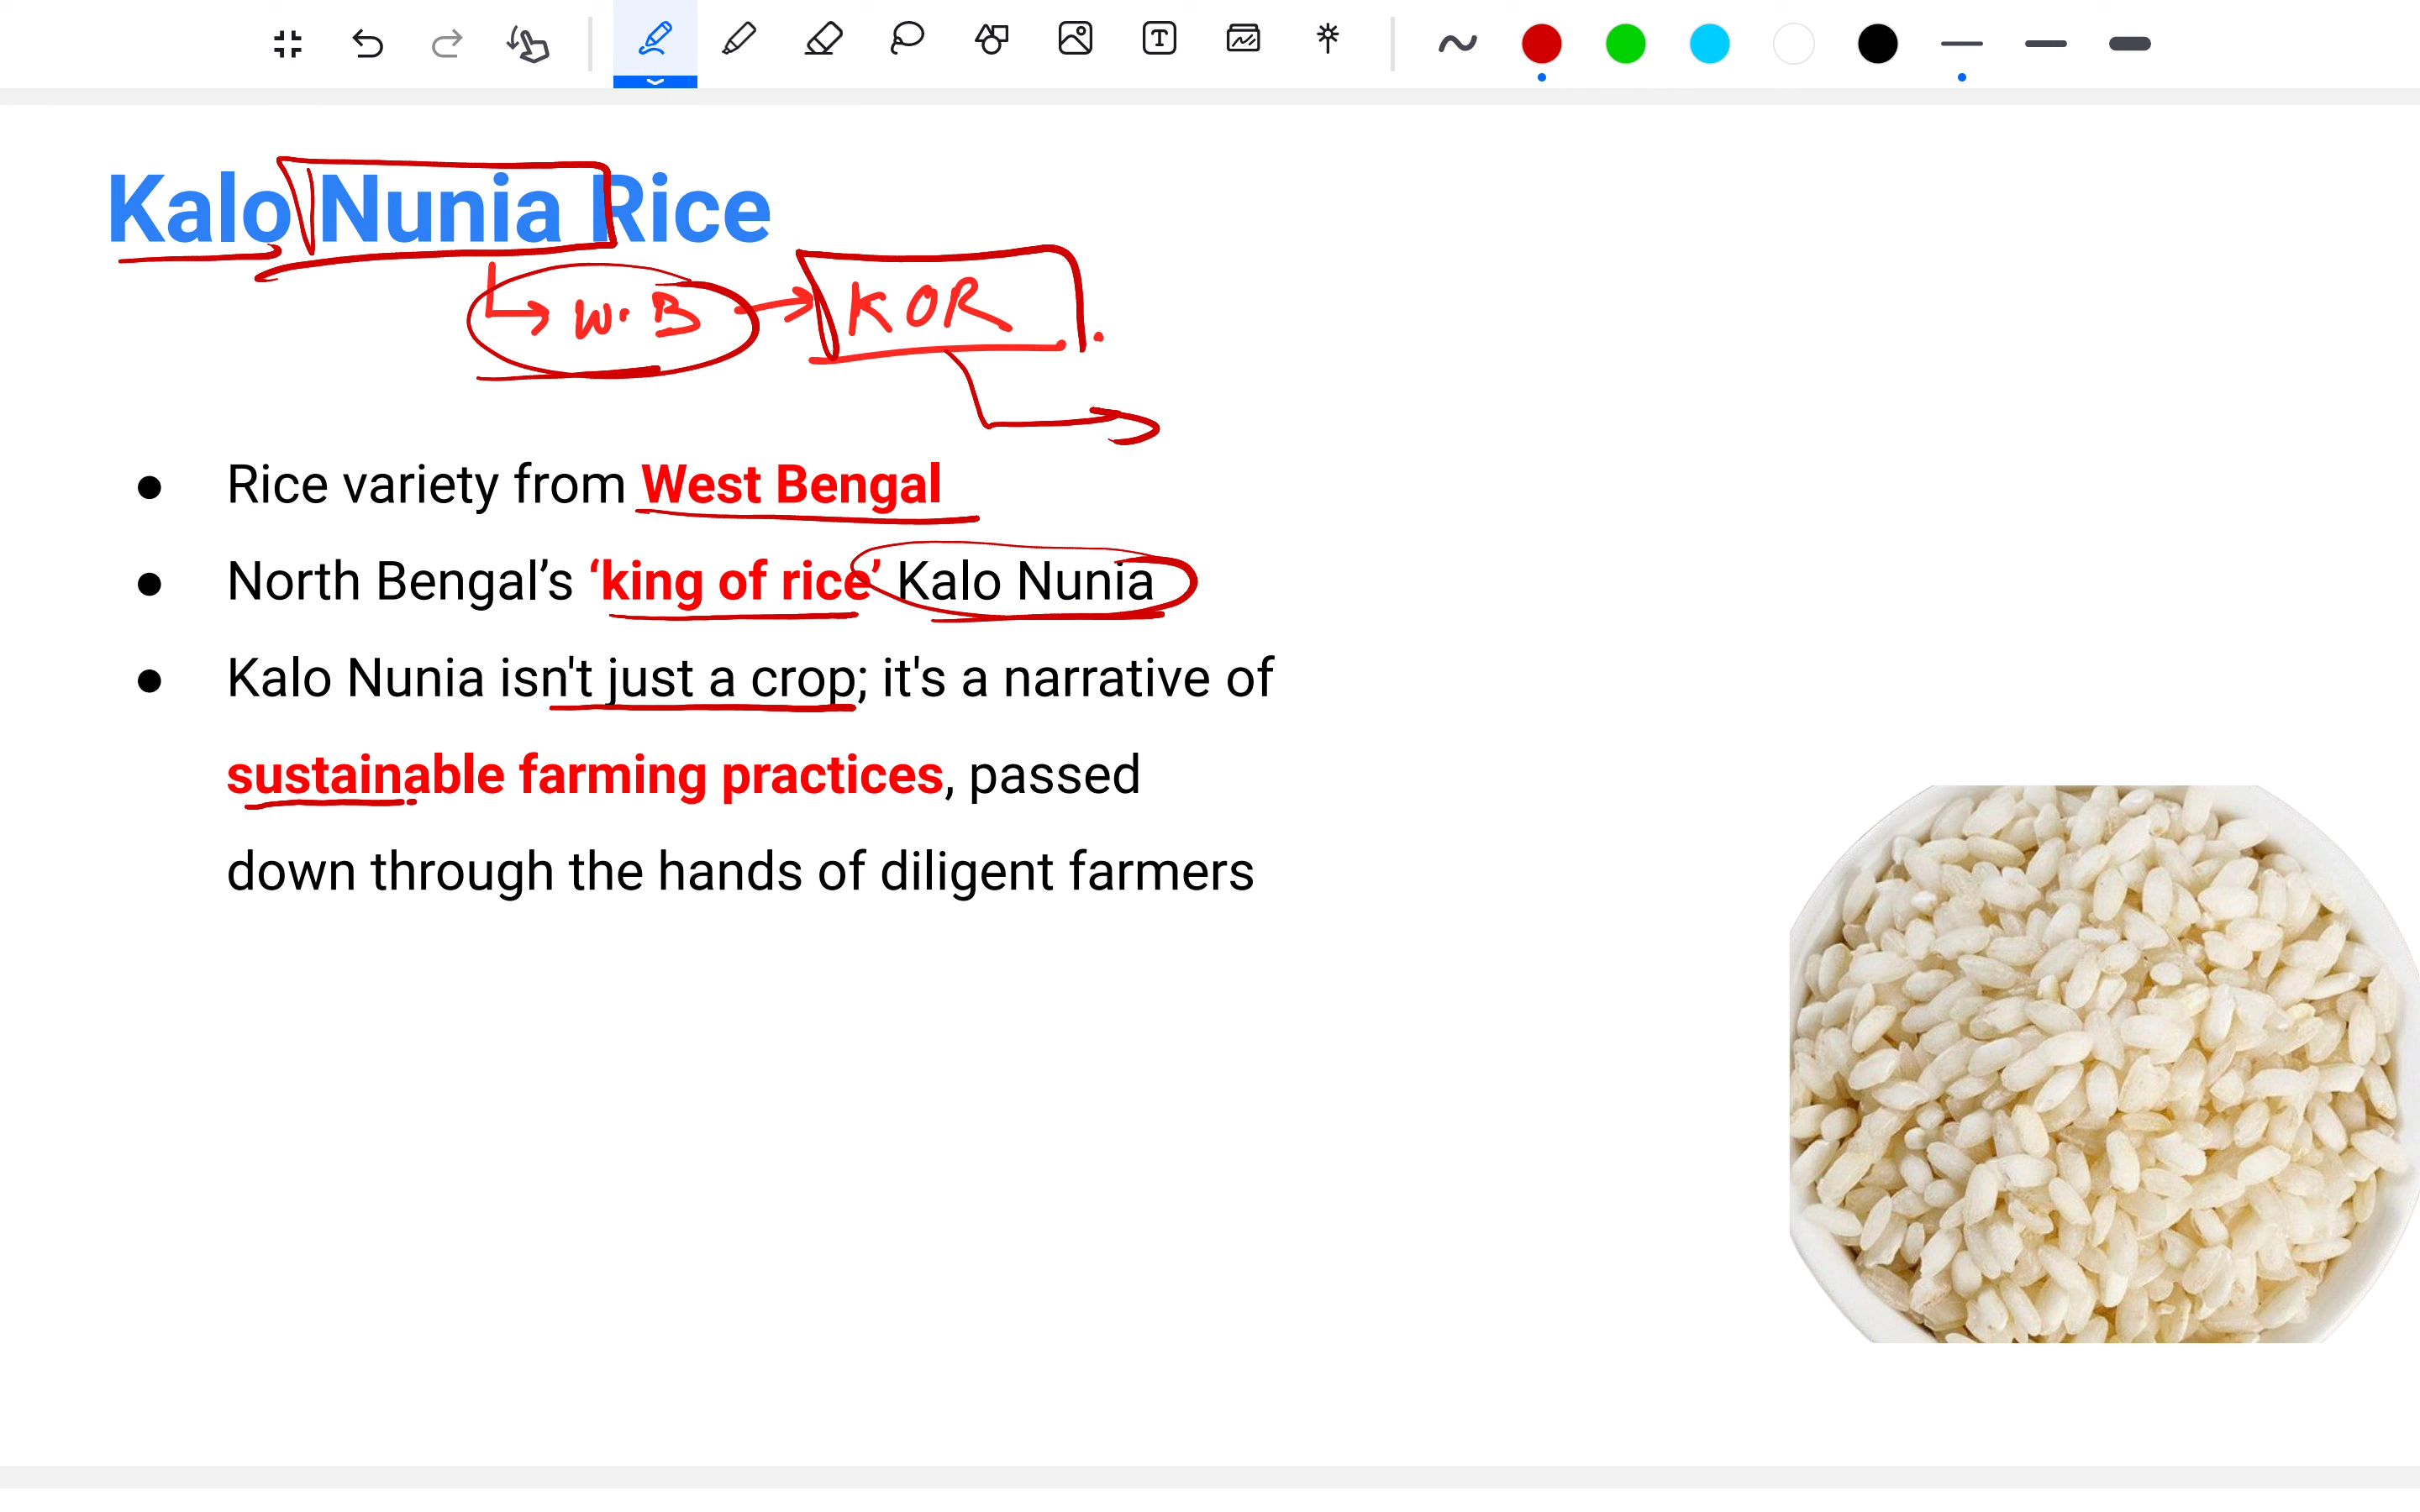 Kalo Nunia Rice
W.B
KOR
● Rice variety from West Bengal
● North Bengal’s ‘king of rice’ Kalo Nunia
● Kalo Nunia isn't just a crop; it's a narrative of
sustainable farming practices, passed
down through the hands of diligent farmers